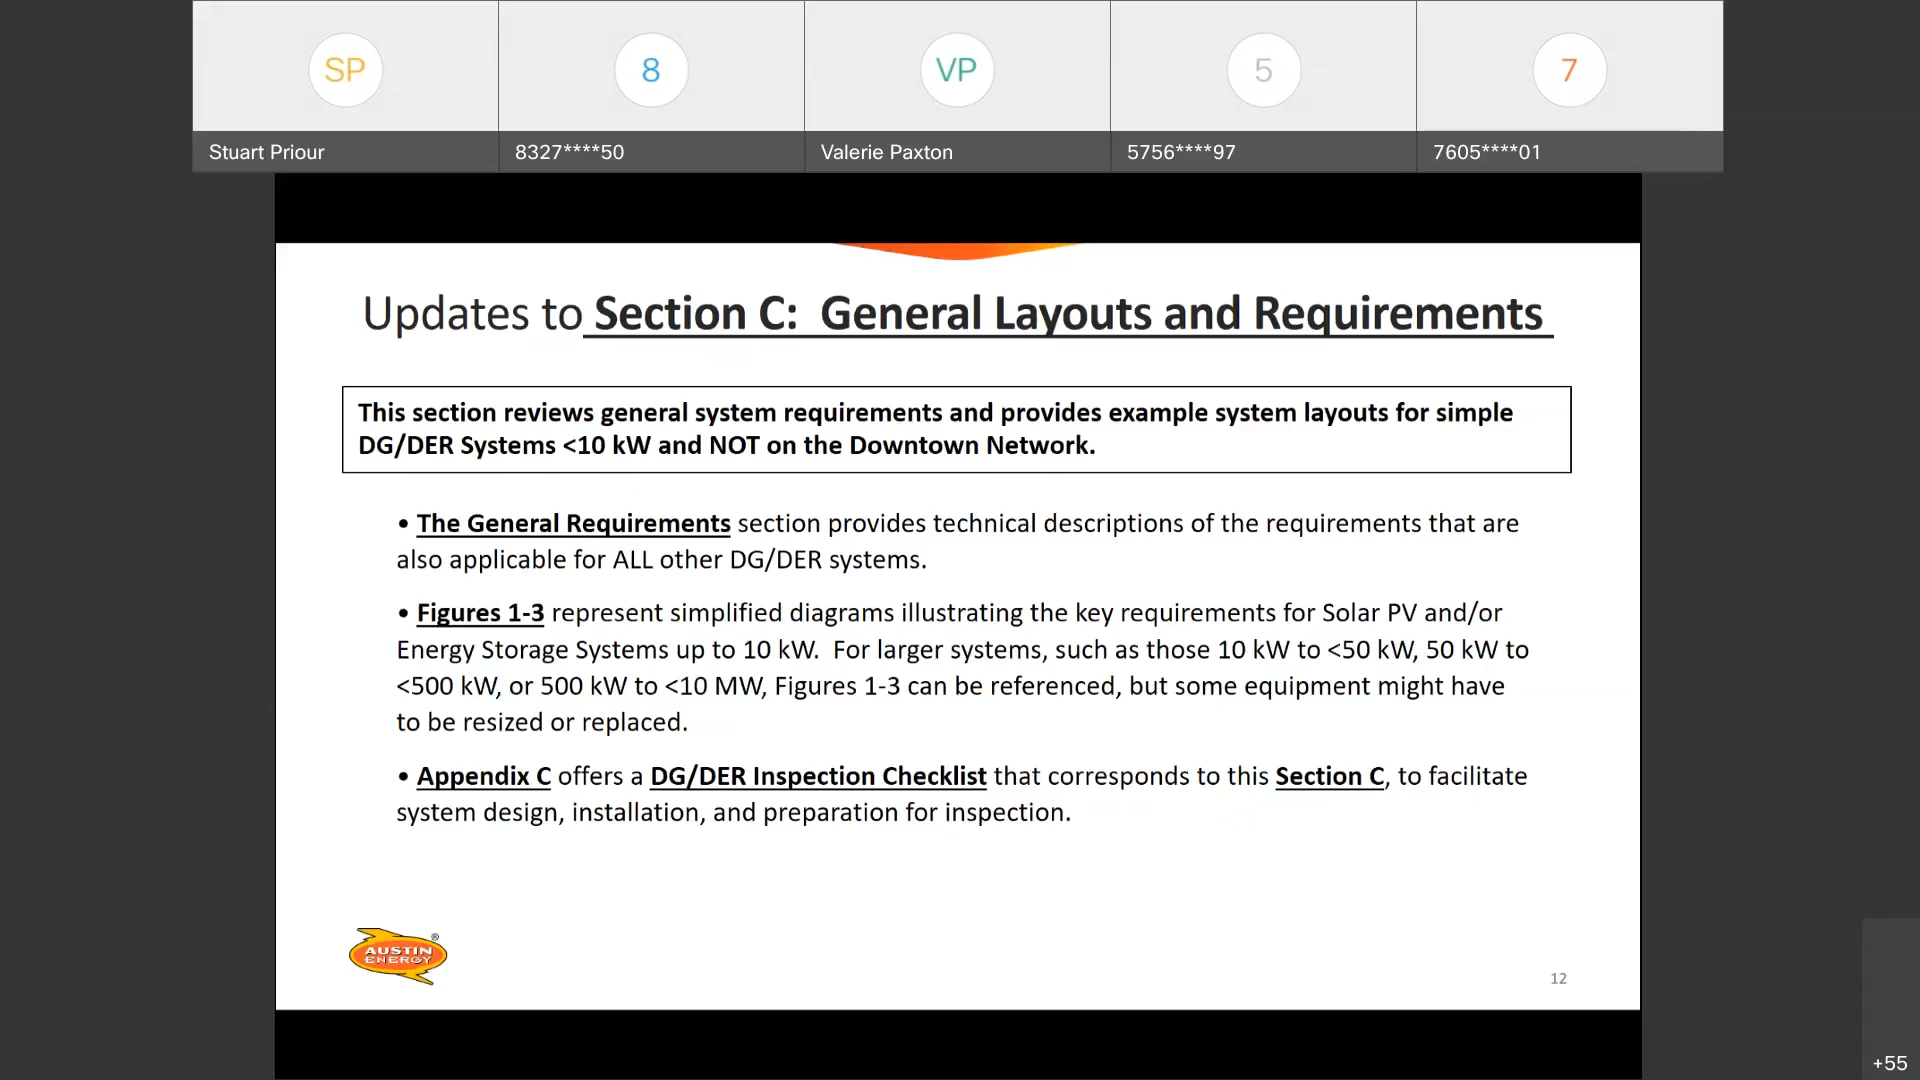 SP
8
VP
5
7
Stuart Priour
8327****50
Valerie Paxton
5756****97
7605****01
Updates to Section C:  General Layouts and Requirements
This section reviews general system requirements and provides example system layouts for simple
DG/DER Systems <10 kW and NOT on the Downtown Network.
• The General Requirements section provides technical descriptions of the requirements that are
also applicable for ALL other DG/DER systems.
• Figures 1-3 represent simplified diagrams illustrating the key requirements for Solar PV and/or
Energy Storage Systems up to 10 kW.  For larger systems, such as those 10 kW to <50 kW, 50 kW to
<500 kW, or 500 kW to <10 MW, Figures 1-3 can be referenced, but some equipment might have
to be resized or replaced.
• Appendix C offers a DG/DER Inspection Checklist that corresponds to this Section C, to facilitate
system design, installation, and preparation for inspection.
AUSTIN ®
ENERGY
12
+55